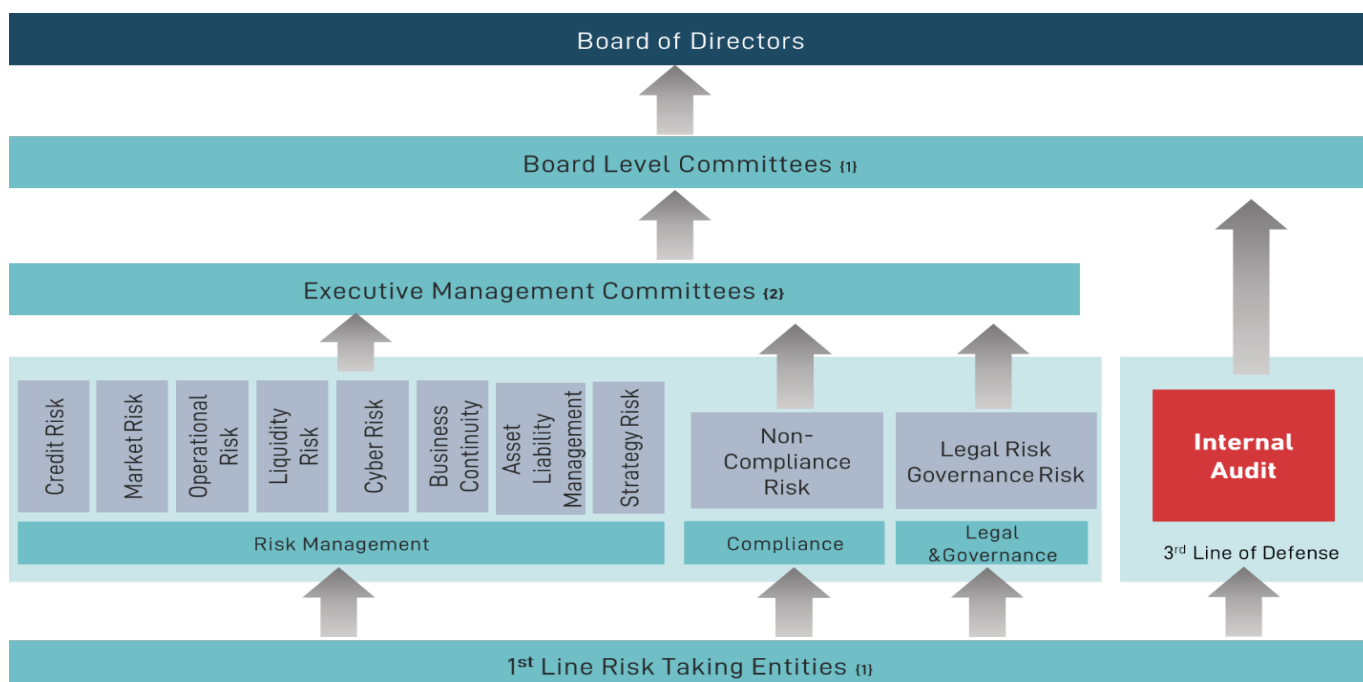 Board of Directors
Board Level Committees {1}
Executive Management Committees {2}
Credit Risk
Market Risk
Operational
Risk
Liquidity
Risk
Cyber Risk
Business
Continuity
Asset
Liability
Management
Strategy Risk
Non-
Compliance
Risk
Legal Risk
Governance Risk
Internal
Audit
Risk Management
Compliance
Legal
&Governance
3rd Line of Defense
1st Line Risk Taking Entities {1}